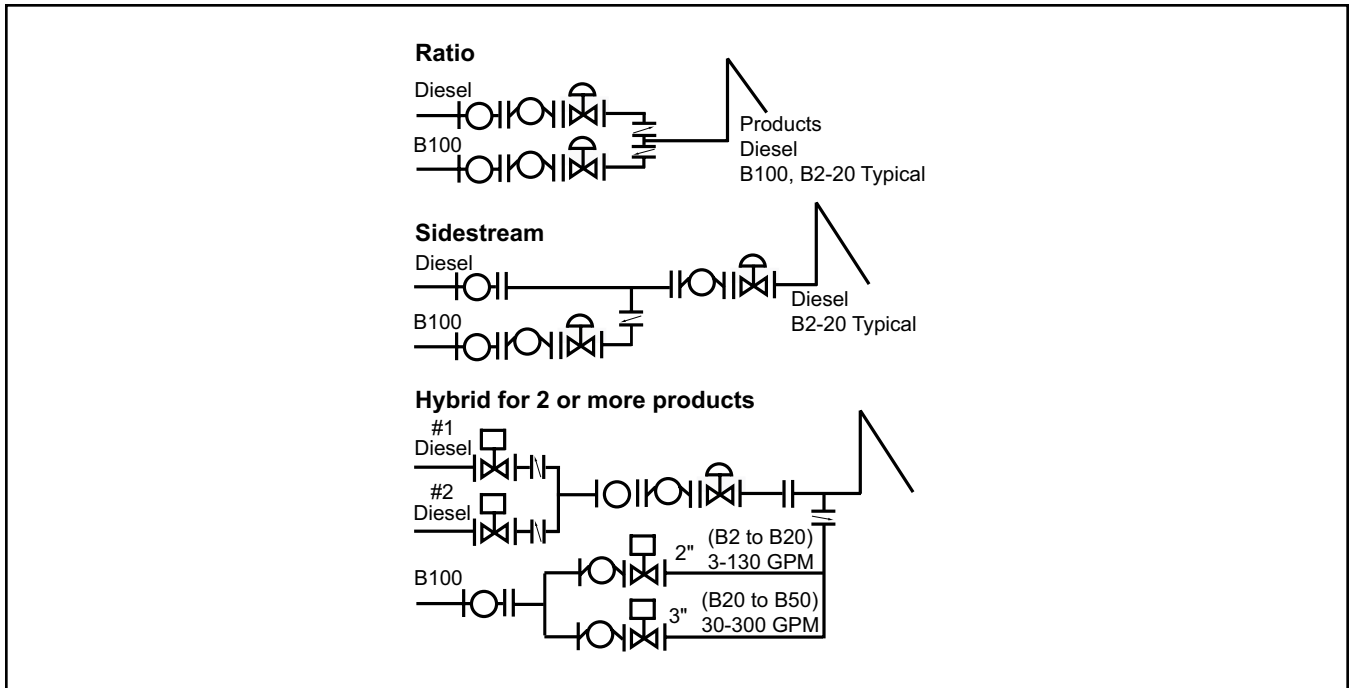 Ratio
Diesel
B100
Products
Diesel
B100, B2-20 Typical
Sidestream
Diesel
B100
Diesel
B2-20 Typical
Hybrid for 2 or more products
#1
Diesel
#2
Diesel
B100
2"
(B2 to B20)
3-130 GPM
3"
(B20 to B50)
30-300 GPM